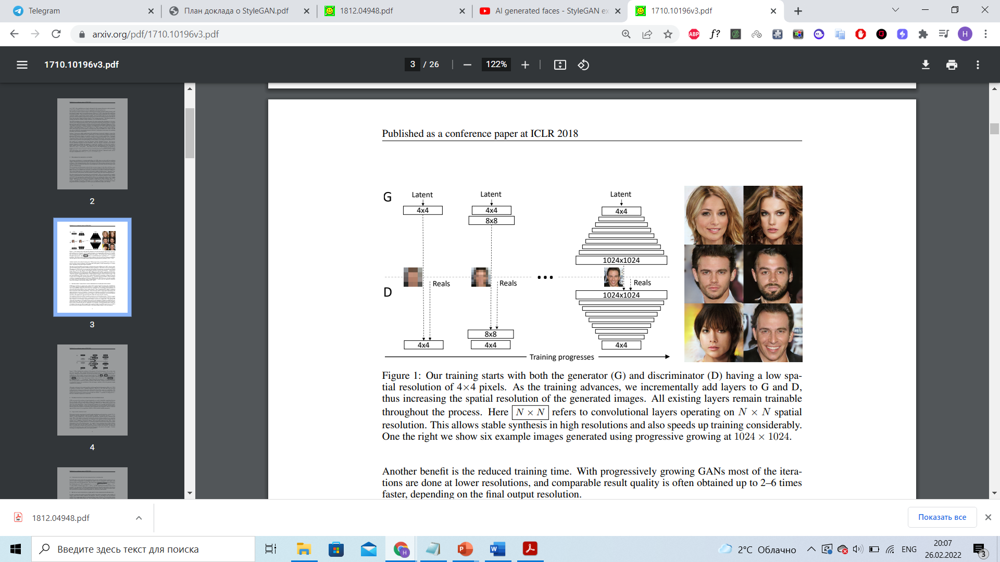 Telegram
План доклада о StyleGAN.pdf
1812.04948.pdf
AI generated faces - StyleGAN ex
1710.10196v3.pdf
arxiv.org/pdf/1710.10196v3.pdf
ABP
f?
H
1710.10196v3.pdf
3 / 26
122%
2
3
4
Published as a conference paper at ICLR 2018
G
Latent
Latent
Latent
4x4
4x4
4x4
8x8
1024x1024
Reals
Reals
Reals
D
1024x1024
8x8
4x4
4x4
4x4
Training progresses
Figure 1: Our training starts with both the generator (G) and discriminator (D) having a low spa-
tial resolution of 4×4 pixels. As the training advances, we incrementally add layers to G and D,
thus increasing the spatial resolution of the generated images. All existing layers remain trainable
throughout the process. Here N × N refers to convolutional layers operating on N × N spatial
resolution. This allows stable synthesis in high resolutions and also speeds up training considerably.
One the right we show six example images generated using progressive growing at 1024 × 1024.
Another benefit is the reduced training time. With progressively growing GANs most of the itera-
tions are done at lower resolutions, and comparable result quality is often obtained up to 2–6 times
faster, depending on the final output resolution.
1812.04948.pdf
Показать все
Введите здесь текст для поиска
2°C Облачно
ENG
20:07
26.02.2022
3